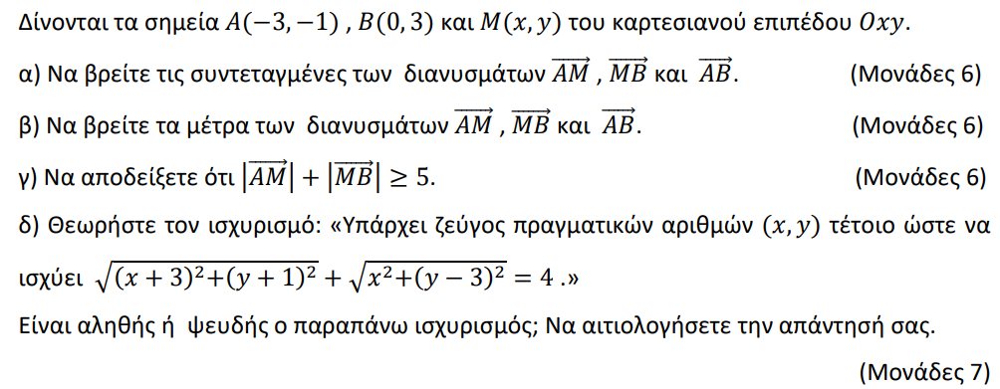 Δίνονται τα σημεία A(−3, −1) , B(0, 3) και M(x, y) του καρτεσιανού επιπέδου Oxy.
α) Να βρείτε τις συντεταγμένες των διανυσμάτων $\overrightarrow{AM}$ , $\overrightarrow{MB}$ και $\overrightarrow{AB}$. (Μονάδες 6)
β) Να βρείτε τα μέτρα των διανυσμάτων $\overrightarrow{AM}$ , $\overrightarrow{MB}$ και $\overrightarrow{AB}$. (Μονάδες 6)
γ) Να αποδείξετε ότι $|\overrightarrow{AM}| + |\overrightarrow{MB}| ≥ 5$. (Μονάδες 6)
δ) Θεωρήστε τον ισχυρισμό: «Υπάρχει ζεύγος πραγματικών αριθμών (x, y) τέτοιο ώστε να
ισχύει $\sqrt{(x + 3)^2+(y + 1)^2} + \sqrt{x^2+(y − 3)^2} = 4$ .»
Είναι αληθής ή ψευδής ο παραπάνω ισχυρισμός; Να αιτιολογήσετε την απάντησή σας.
(Μονάδες 7)